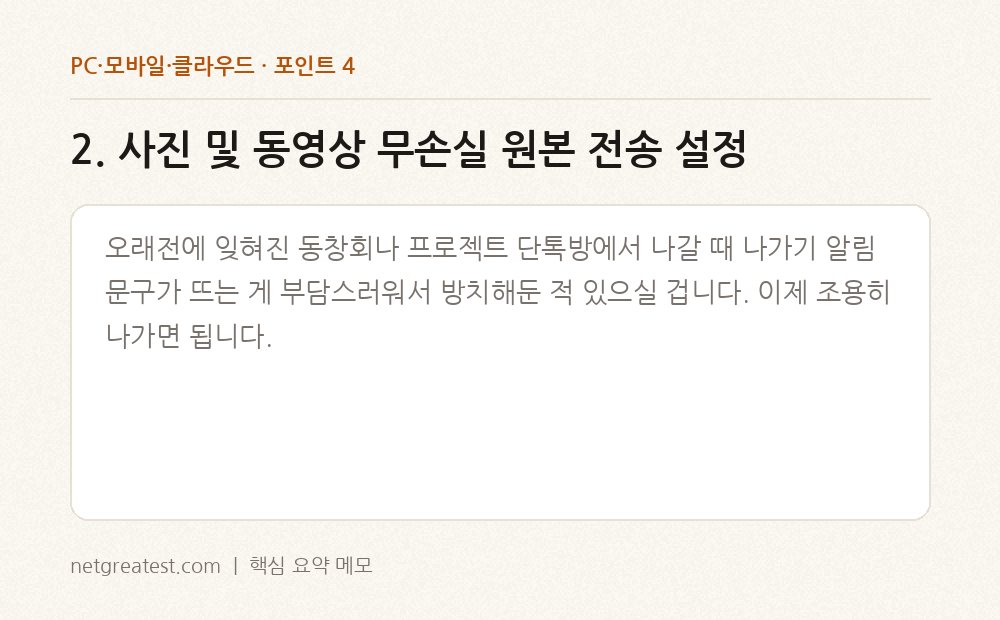 PC·모바일·클라우드 · 포인트 4
2. 사진 및 동영상 무손실 원본 전송 설정
오래전에 잊혀진 동창회나 프로젝트 단톡방에서 나갈 때 나가기 알림
문구가 뜨는 게 부담스러워서 방치해둔 적 있으실 겁니다. 이제 조용히
나가면 됩니다.
netgreatest.com | 핵심 요약 메모